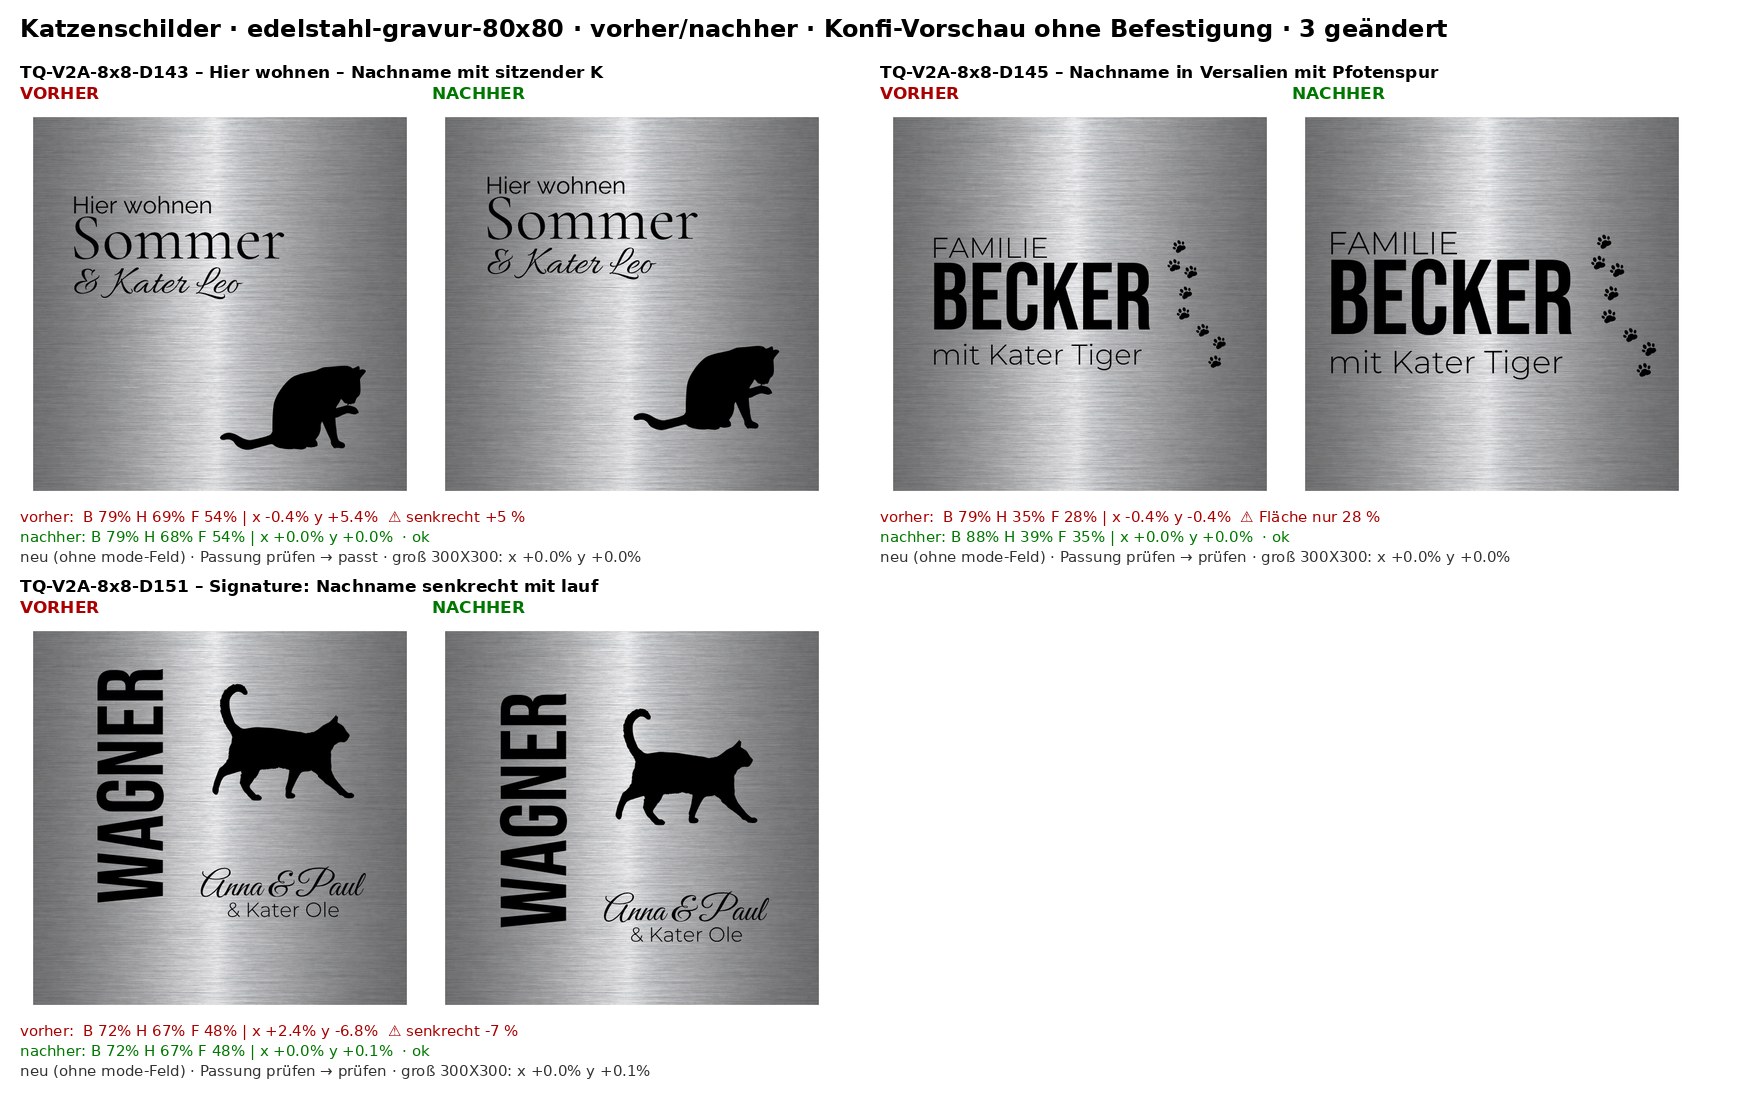 Katzenschilder · edelstahl-gravur-80x80 · vorher/nachher · Konfi-Vorschau ohne Befestigung · 3 geändert
TQ-V2A-8x8-D143 – Hier wohnen – Nachname mit sitzender K
VORHER
NACHHER
Hier wohnen
Sommer
& Kater Leo
Hier wohnen
Sommer
& Kater Leo
vorher:  B 79% H 69% F 54% | x -0.4% y +5.4%  ⚠ senkrecht +5 %
nachher: B 79% H 68% F 54% | x +0.0% y +0.0%  · ok
neu (ohne mode-Feld) · Passung prüfen → passt · groß 300X300: x +0.0% y +0.0%
TQ-V2A-8x8-D145 – Nachname in Versalien mit Pfotenspur
VORHER
NACHHER
FAMILIE
BECKER
mit Kater Tiger
FAMILIE
BECKER
mit Kater Tiger
vorher:  B 79% H 35% F 28% | x -0.4% y -0.4%  ⚠ Fläche nur 28 %
nachher: B 88% H 39% F 35% | x +0.0% y +0.0%  · ok
neu (ohne mode-Feld) · Passung prüfen → prüfen · groß 300X300: x +0.0% y +0.0%
TQ-V2A-8x8-D151 – Signature: Nachname senkrecht mit lauf
VORHER
NACHHER
WAGNER
Anna & Paul
& Kater Ole
WAGNER
Anna & Paul
& Kater Ole
vorher:  B 72% H 67% F 48% | x +2.4% y -6.8%  ⚠ senkrecht -7 %
nachher: B 72% H 67% F 48% | x +0.0% y +0.1%  · ok
neu (ohne mode-Feld) · Passung prüfen → prüfen · groß 300X300: x +0.0% y +0.1%